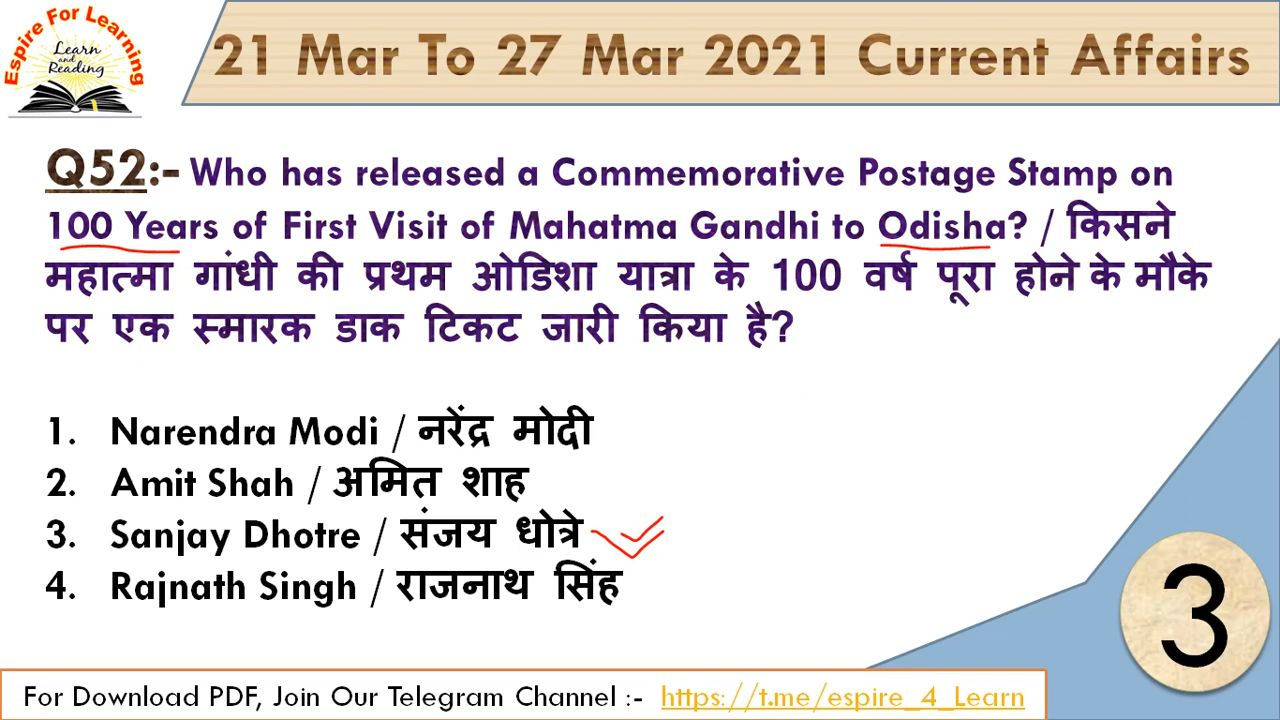 Espire For Learning
Learn
and
Reading
21 Mar To 27 Mar 2021 Current Affairs
Q52:- Who has released a Commemorative Postage Stamp on
100 Years of First Visit of Mahatma Gandhi to Odisha? / किसने
महात्मा गांधी की प्रथम ओडिशा यात्रा के 100 वर्ष पूरा होने के मौके
पर एक स्मारक डाक टिकट जारी किया है?
1. Narendra Modi / नरेंद्र मोदी
2. Amit Shah / अमित शाह
3. Sanjay Dhotre / संजय धोत्रे
4. Rajnath Singh / राजनाथ सिंह
3
For Download PDF, Join Our Telegram Channel :- https://t.me/espire_4_Learn